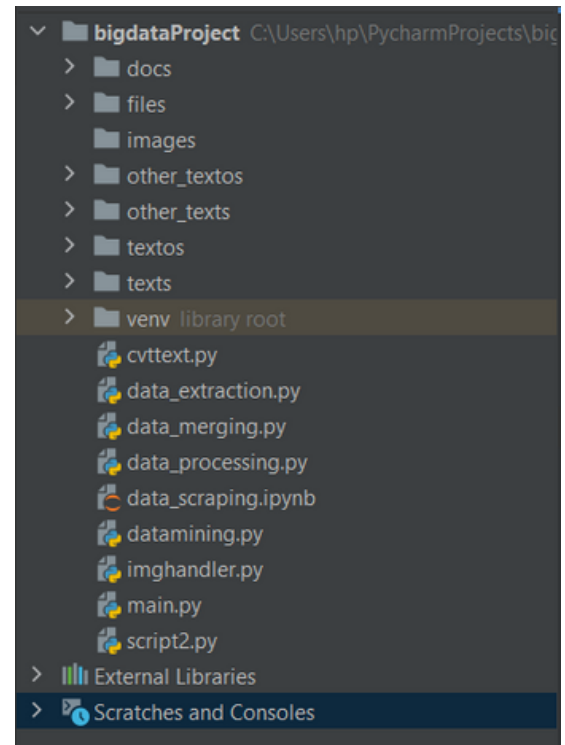 bigdataProject C:\Users\hp\PycharmProjects\big
docs
files
images
other_textos
other_texts
textos
texts
venv library root
cvttext.py
data_extraction.py
data_merging.py
data_processing.py
data_scraping.ipynb
datamining.py
imghandler.py
main.py
script2.py
External Libraries
Scratches and Consoles